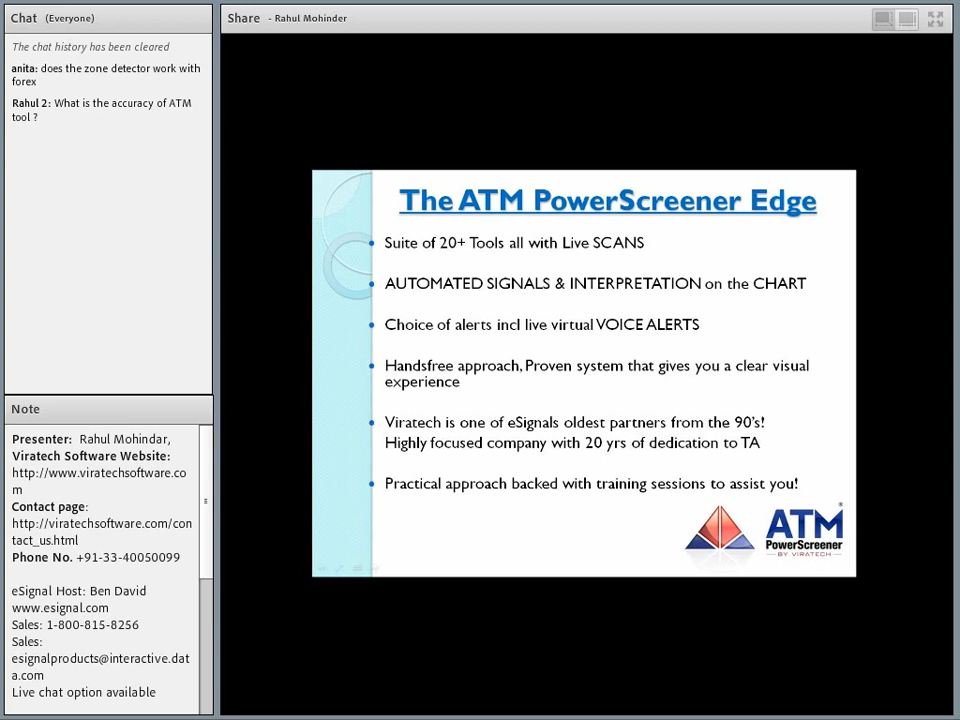 Chat (Everyone)
The chat history has been cleared
anita: does the zone detector work with
forex
Rahul 2: What is the accuracy of ATM
tool ?
Note
Presenter: Rahul Mohindar,
Viratech Software Website:
http://www.viratechsoftware.co
m
Contact page:
http://viratechsoftware.com/con
tact_us.html
Phone No. +91-33-40050099
eSignal Host: Ben David
www.esignal.com
Sales: 1-800-815-8256
Sales:
esignalproducts@interactive.dat
a.com
Live chat option available
Share - Rahul Mohinder
The ATM PowerScreener Edge
• Suite of 20+ Tools all with Live SCANS
• AUTOMATED SIGNALS & INTERPRETATION on the CHART
• Choice of alerts incl live virtual VOICE ALERTS
• Handsfree approach, Proven system that gives you a clear visual
experience
• Viratech is one of eSignals oldest partners from the 90's!
Highly focused company with 20 yrs of dedication to TA
• Practical approach backed with training sessions to assist you!
ATM
PowerScreener
BY VIRATECH